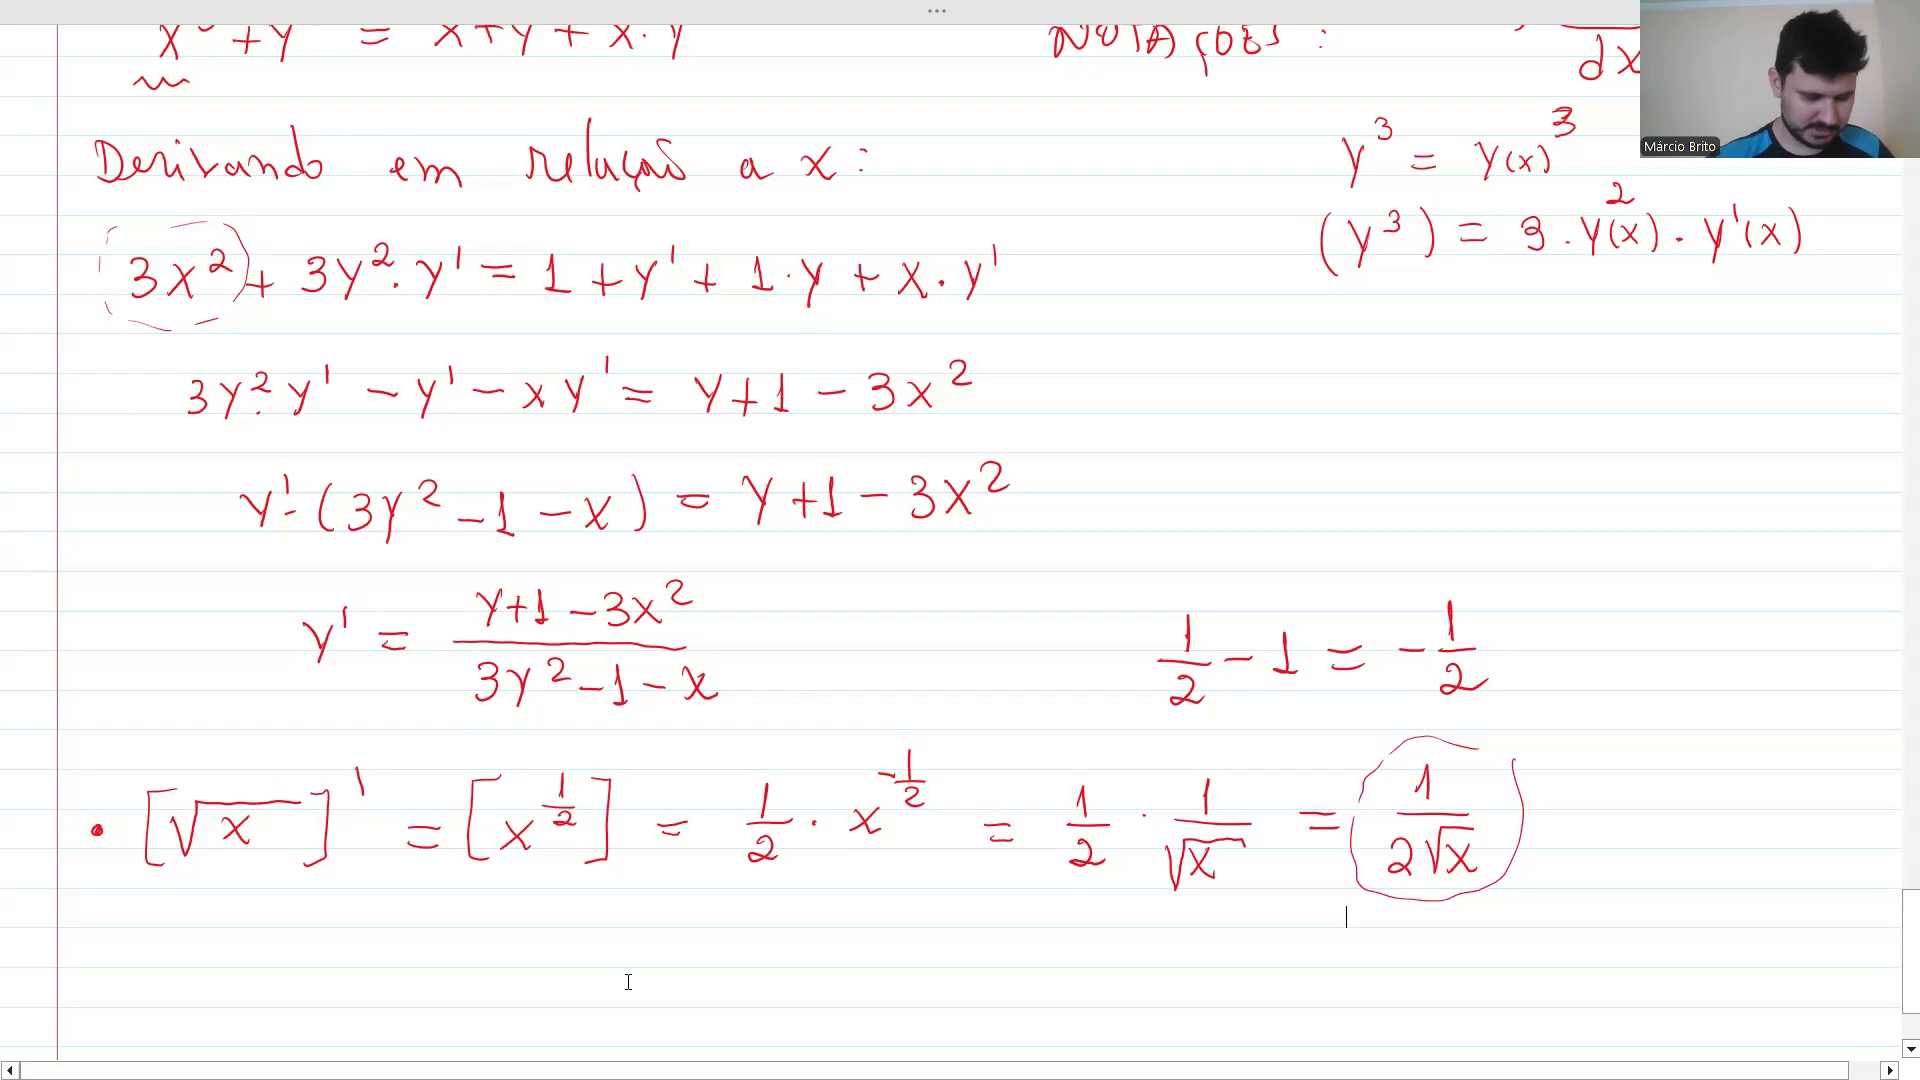 + y = x + y + x · y
NOTAÇÕES :
dx
Márcio Brito
y³ = y(x)³
Derivando em relação a x :
(y³) = 3 . y(x)² . y'(x)
3x² + 3y² . y' = 1 + y' + 1 · y + x . y'
3y² . y' - y' - xy' = y + 1 - 3x²
y' . (3y² - 1 - x) = y + 1 - 3x²
y' = (y + 1 - 3x²) / (3y² - 1 - x)
1/2 - 1 = - 1/2
• [√x]' = [x^(1/2)] = 1/2 · x^(-1/2) = 1/2 · 1/√x = 1/(2√x)